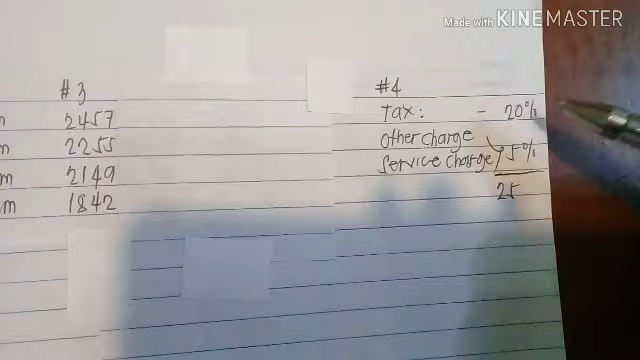 Made with KINEMASTER
#3
n 2457
n 2255
m 2149
m 1842
#4
Tax: - 20%
Other charge
Service charge 5%
25